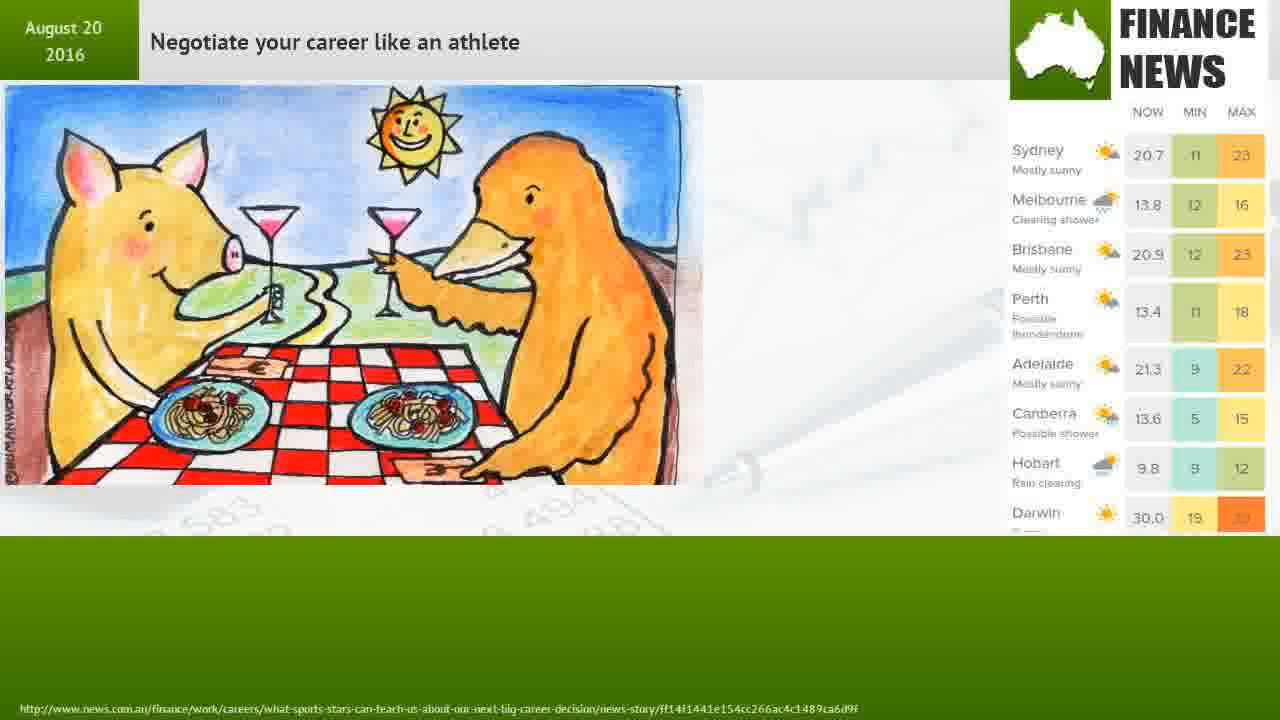 August 20
2016
Negotiate your career like an athlete
FINANCE
NEWS
NOW MIN MAX
Sydney
Mostly sunny
20.7 11 23
Melbourne
Clearing shower
13.8 12 16
Brisbane
Mostly sunny
20.9 12 23
Perth
Possible
thunderstorm
13.4 11 18
Adelaide
Mostly sunny
21.3 9 22
Canberra
Possible shower
13.6 5 15
Hobart
Rain clearing
9.8 9 12
Darwin
30.0 19
583
494
http://www.news.com.au/finance/work/careers/what-sports-stars-can-teach-us-about-our-next-big-career-decision/news-story/ff14f1441e154cc266ac4c1489ca6d9f